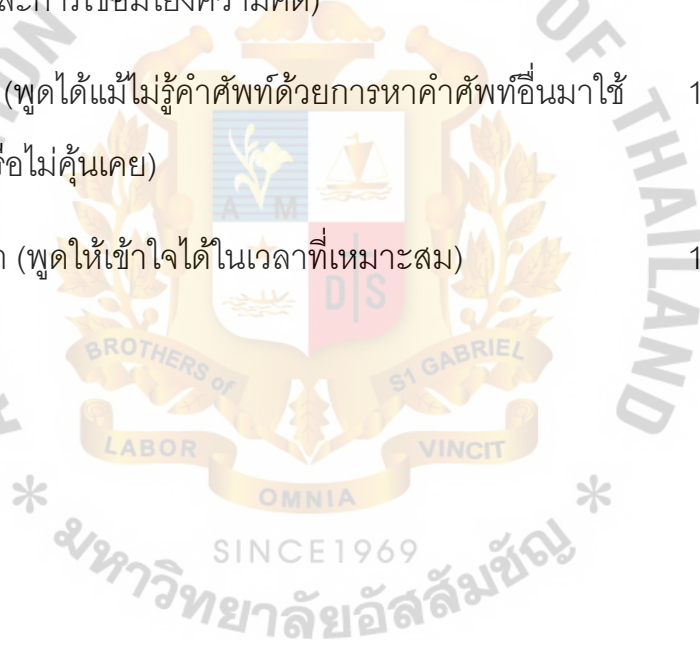 ละการเชื่อมโยงความคิด)
(พูดได้แม้ไม่รู้คำศัพท์ด้วยการหาคำศัพท์อื่นมาใช้ 1
รือไม่คุ้นเคย)
า (พูดให้เข้าใจได้ในเวลาที่เหมาะสม) 1
OF THAILAND
A M
D S
BROTHERS of ST GABRIEL
LABOR VINCIT
OMNIA
SINCE1969
* มหาวิทยาลัยอัสสัมชัญ *